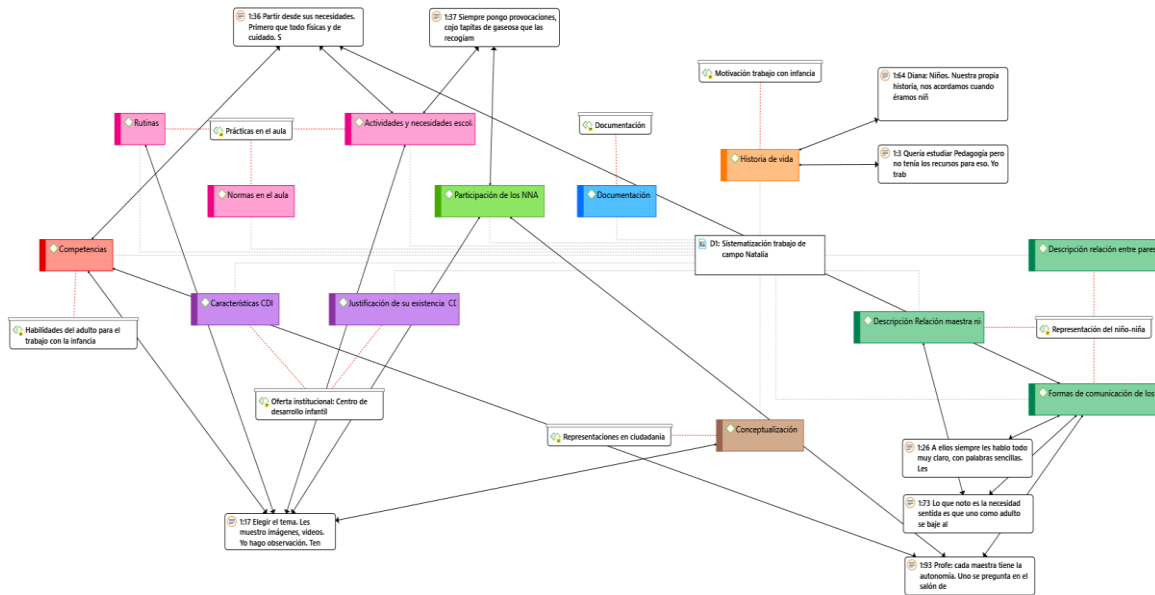 1:36 Partir desde sus necesidades.
Primero que todo físicas y de
cuidado. S
1:37 Siempre pongo provocaciones,
cojo tapitas de gaseosa que las
recogíam
Motivación trabajo con infancia
1:64 Diana: Niños. Nuestra propia
historia, nos acordamos cuando
éramos niñ
Rutinas
Prácticas en el aula
Actividades y necesidades escol
Documentación
Historia de vida
1:3 Quería estudiar Pedagogía pero
no tenía los recursos para eso. Yo
trab
Normas en el aula
Participación de los NNA
Documentación
Competencias
D1: Sistematización trabajo de
campo Natalia
Descripción relación entre pares
Características CDI
Justificación de su existencia CD
Habilidades del adulto para el
trabajo con la infancia
Descripción Relación maestra ni
Representación del niño-niña
Oferta institucional: Centro de
desarrollo infantil
Formas de comunicación de los
Representaciones en ciudadanía
Conceptualización
1:26 A ellos siempre les hablo todo
muy claro, con palabras sencillas.
Les
1:73 Lo que noto es la necesidad
sentida es que uno como adulto
se baje al
1:17 Elegir el tema. Les
muestro imágenes, videos.
Yo hago observación. Ten
1:93 Profe: cada maestra tiene la
autonomía. Uno se pregunta en el
salón de